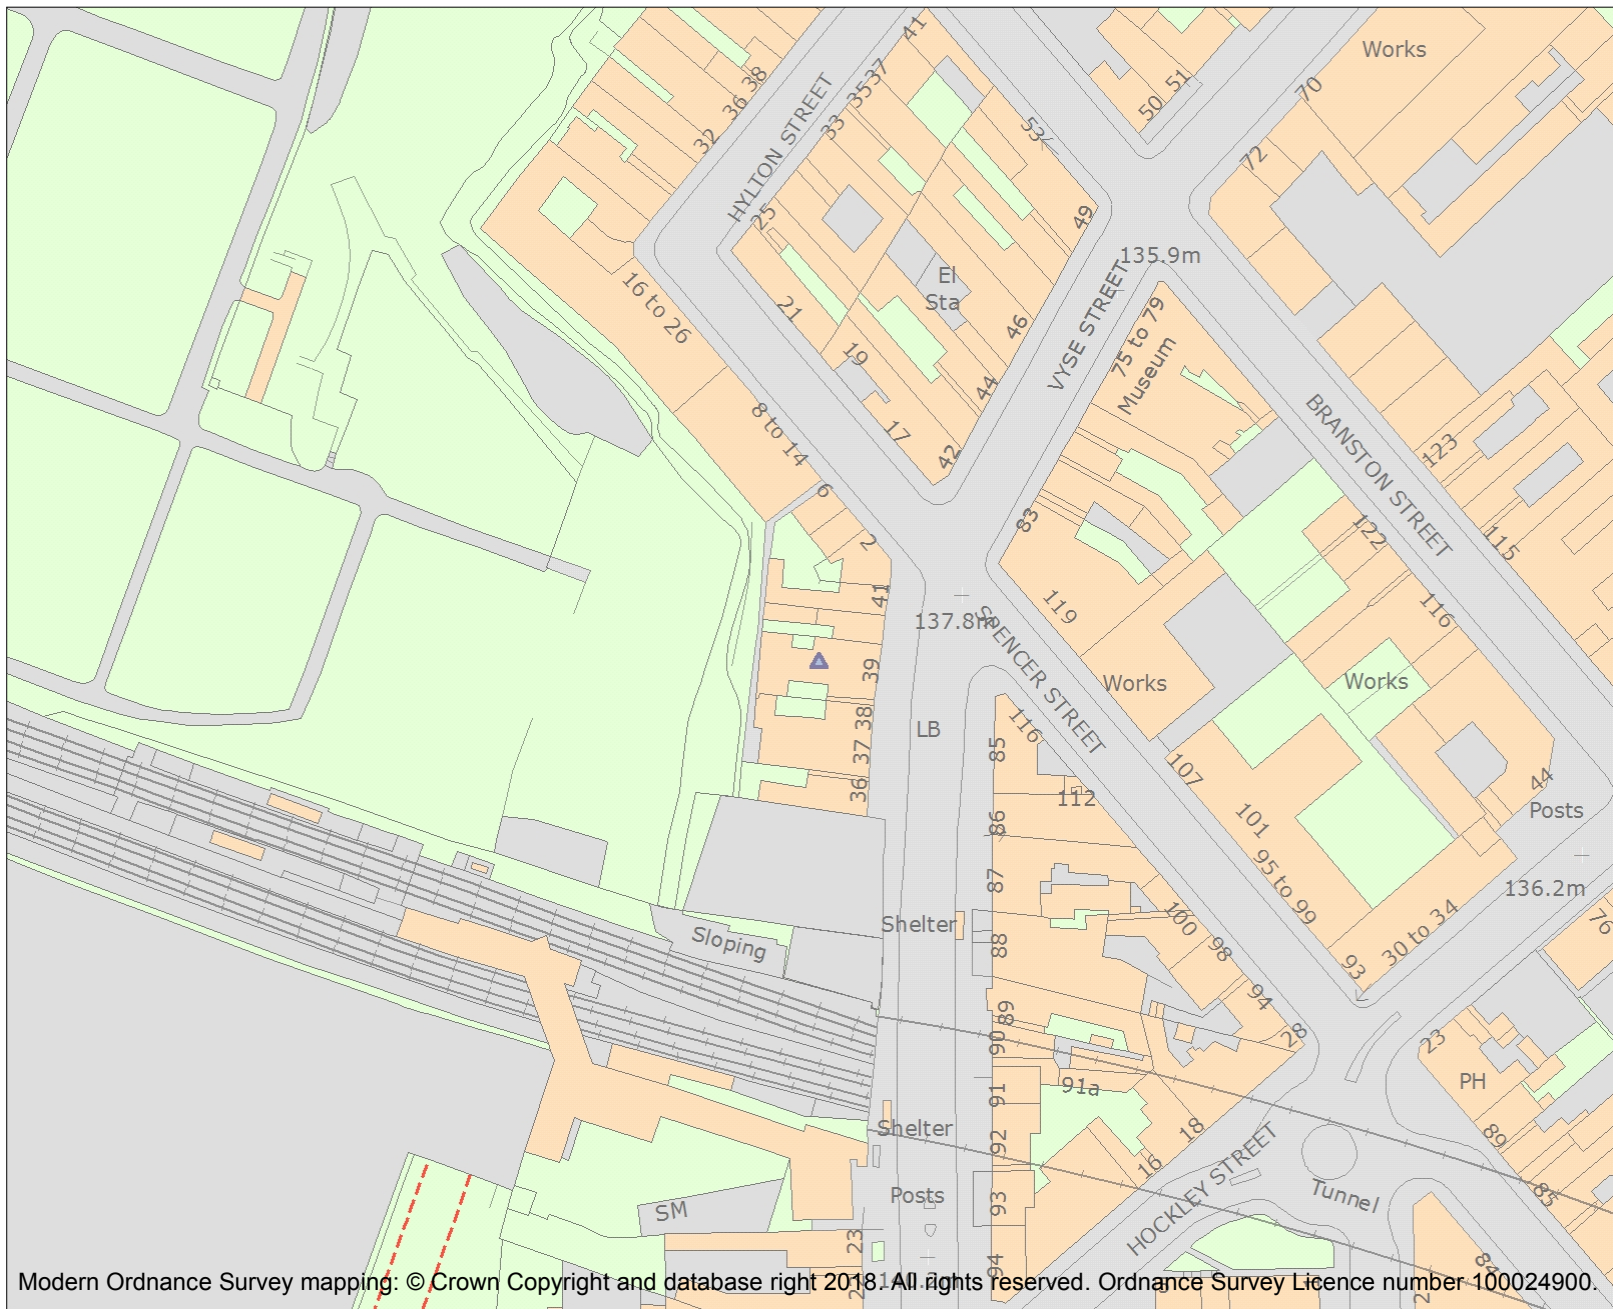 41
Works
38
36
3537
51
50
70
HYLTON STREET
33
32
53
72
25
49
135.9m
16 to 26
21
El
Sta
46
VYSE STREET
75 to 79
Museum
19
44
8 to 14
17
42
BRANSTON STREET
123
6
2
83
122
115
41
137.8m
119
116
SPENCER STREET
39
Works
Works
38
LB
116
85
37
107
36
112
44
Posts
86
101
95 to 99
87
136.2m
Shelter
100
30 to 34
76
Sloping
88
98
93
94
89
28
90
23
91
91a
PH
Shelter
92
18
89
16
HOCKLEY STREET
Posts
93
Tunnel
85
SM
23
94
84
Modern Ordnance Survey mapping: © Crown Copyright and database right 2018. All rights reserved. Ordnance Survey Licence number 100024900.